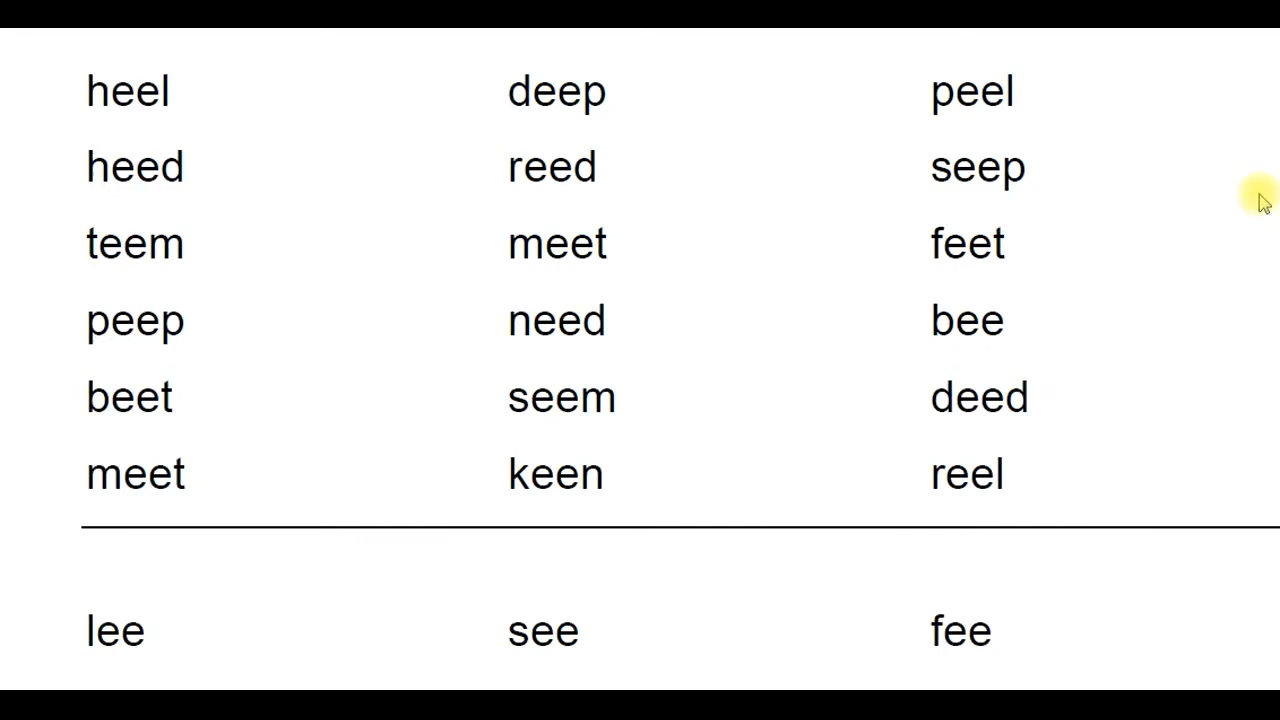 heel deep peel
heed reed seep
teem meet feet
peep need bee
beet seem deed
meet keen reel
lee see fee